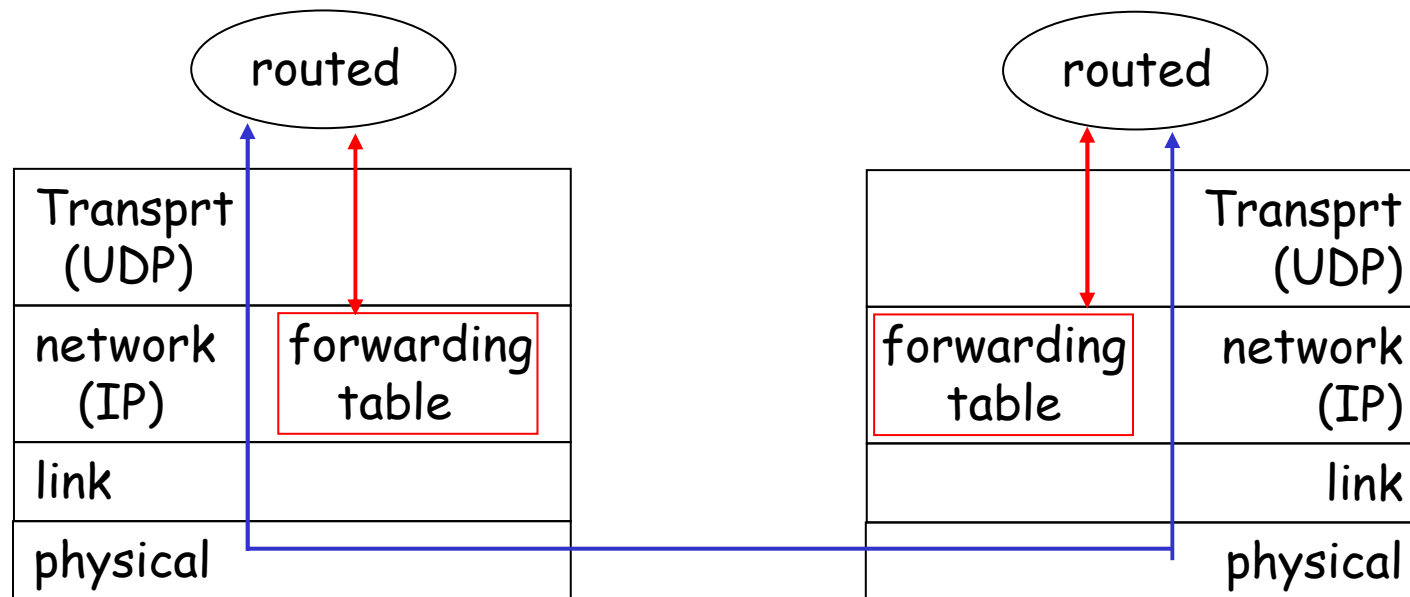 routed
routed
Transprt
(UDP)
Transprt
(UDP)
network
(IP)
forwarding
table
forwarding
table
network
(IP)
link
link
physical
physical